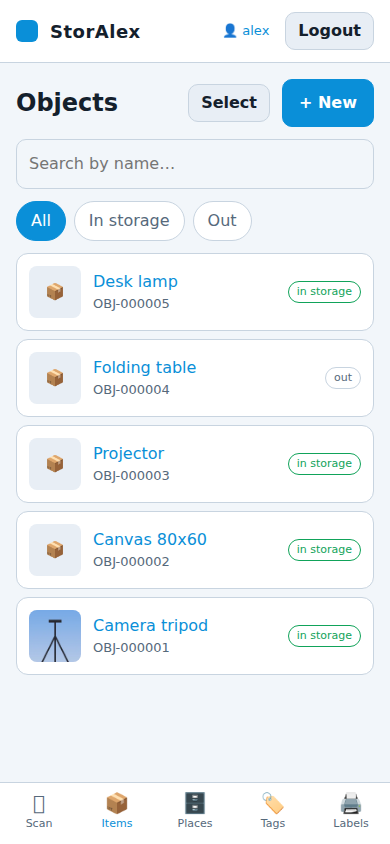 StorAlex
alex
Logout
Objects
Select
+ New
Search by name...
All
In storage
Out
Desk lamp
OBJ-000005
in storage
Folding table
OBJ-000004
out
Projector
OBJ-000003
in storage
Canvas 80x60
OBJ-000002
in storage
Camera tripod
OBJ-000001
in storage
Scan
Items
Places
Tags
Labels